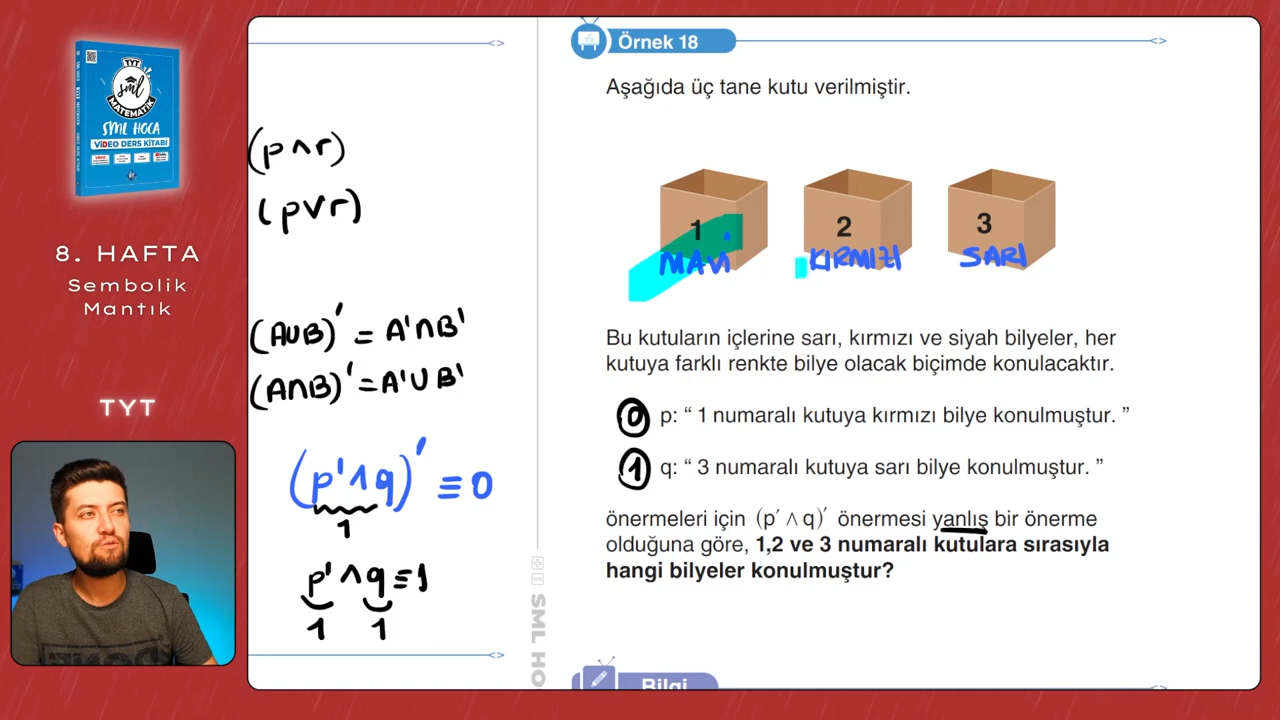 TYT
sml
MATEMATİK
SML HOCA
VİDEO DERS KİTABI
8. HAFTA
Sembolik
Mantık
TYT
(p∧r)
(p∨r)
(A∪B)′ = A′∩B′
(A∩B)′ = A′∪B′
(p′∧q)′ ≡ 0
1
p′∧q ≡ 1
1 1
SML HO
Örnek 18
Aşağıda üç tane kutu verilmiştir.
1 2 3
MAVİ KIRMIZI SARI
Bu kutuların içlerine sarı, kırmızı ve siyah bilyeler, her
kutuya farklı renkte bilye olacak biçimde konulacaktır.
0 p: “ 1 numaralı kutuya kırmızı bilye konulmuştur. ”
1 q: “ 3 numaralı kutuya sarı bilye konulmuştur. ”
önermeleri için (p′ ∧ q)′ önermesi yanlış bir önerme
olduğuna göre, 1,2 ve 3 numaralı kutulara sırasıyla
hangi bilyeler konulmuştur?
Bilgi